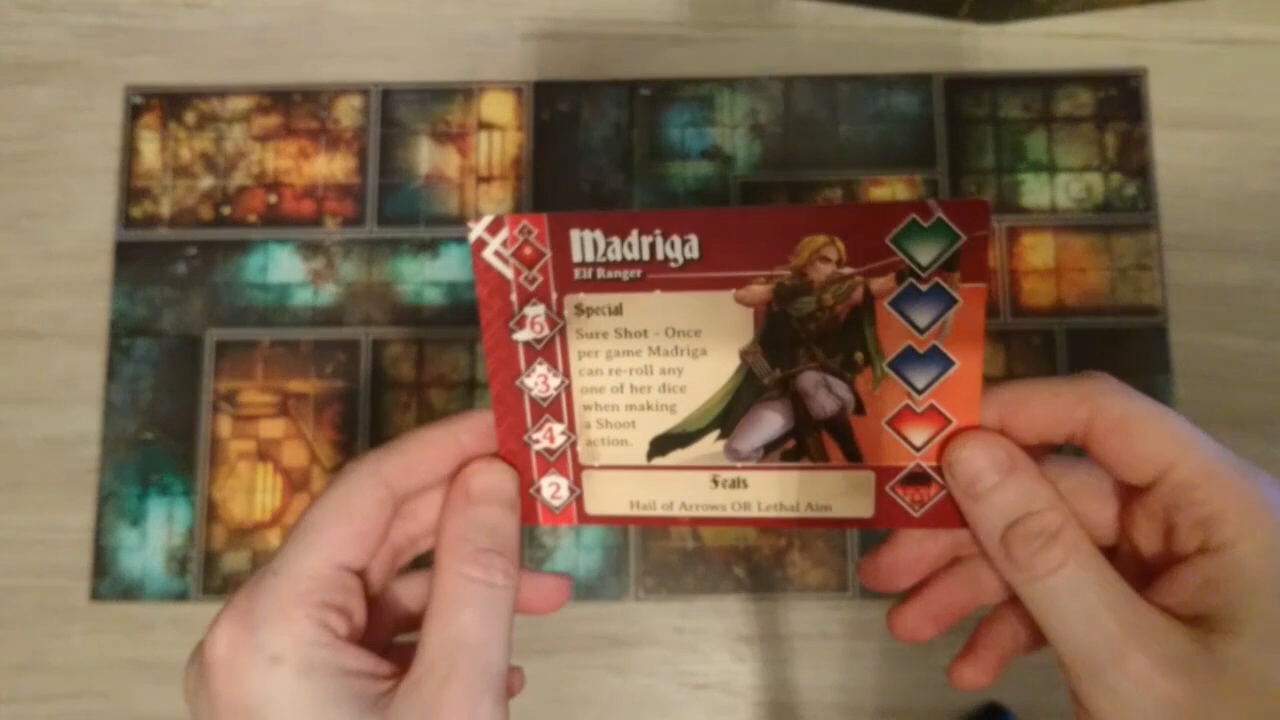 Madriga
Elf Ranger
6
3
4
2
Special
Sure Shot - Once
per game Madriga
can re-roll any
one of her dice
when making
a Shoot
action.
Feats
Hail of Arrows OR Lethal Aim